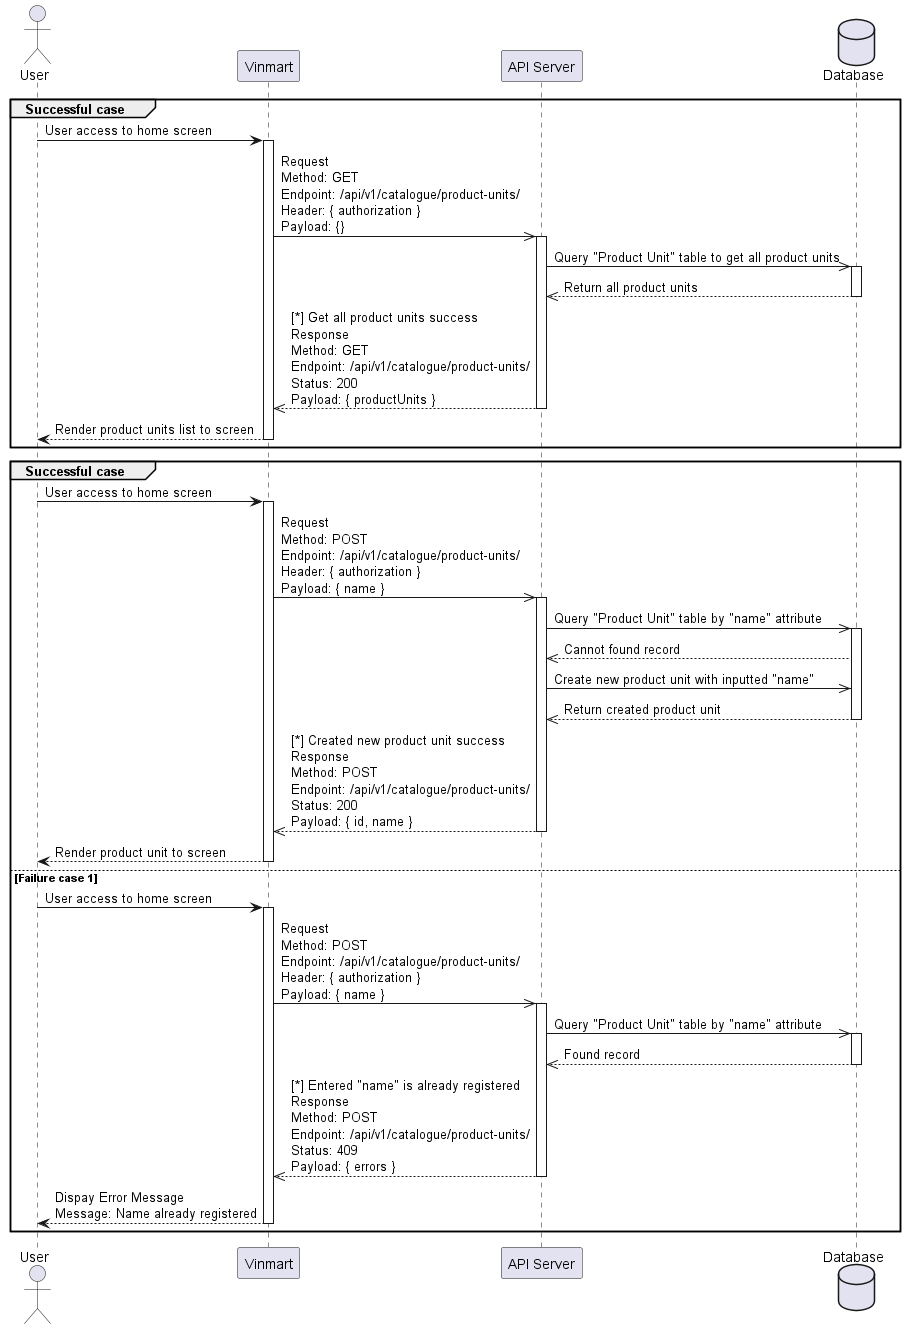 User
Vinmart
API Server
Database
Successful case
User access to home screen
Request
Method: GET
Endpoint: /api/v1/catalogue/product-units/
Header: { authorization }
Payload: {}
Query "Product Unit" table to get all product units
Return all product units
[*] Get all product units success
Response
Method: GET
Endpoint: /api/v1/catalogue/product-units/
Status: 200
Payload: { productUnits }
Render product units list to screen
Successful case
User access to home screen
Request
Method: POST
Endpoint: /api/v1/catalogue/product-units/
Header: { authorization }
Payload: { name }
Query "Product Unit" table by "name" attribute
Cannot found record
Create new product unit with inputted "name"
Return created product unit
[*] Created new product unit success
Response
Method: POST
Endpoint: /api/v1/catalogue/product-units/
Status: 200
Payload: { id, name }
Render product unit to screen
[Failure case 1]
User access to home screen
Request
Method: POST
Endpoint: /api/v1/catalogue/product-units/
Header: { authorization }
Payload: { name }
Query "Product Unit" table by "name" attribute
Found record
[*] Entered "name" is already registered
Response
Method: POST
Endpoint: /api/v1/catalogue/product-units/
Status: 409
Payload: { errors }
Dispay Error Message
Message: Name already registered
User
Vinmart
API Server
Database